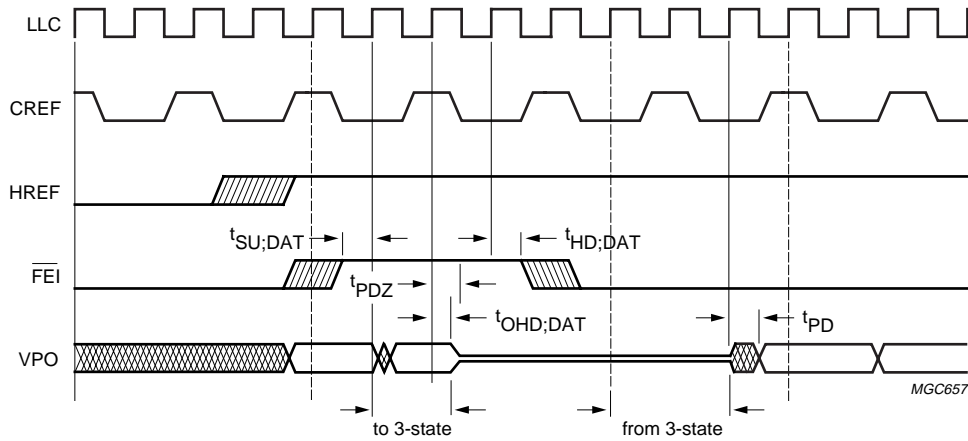 LLC
CREF
HREF
tSU;DAT
tHD;DAT
FEI
tPDZ
tOHD;DAT
tPD
VPO
MGC657
to 3-state
from 3-state